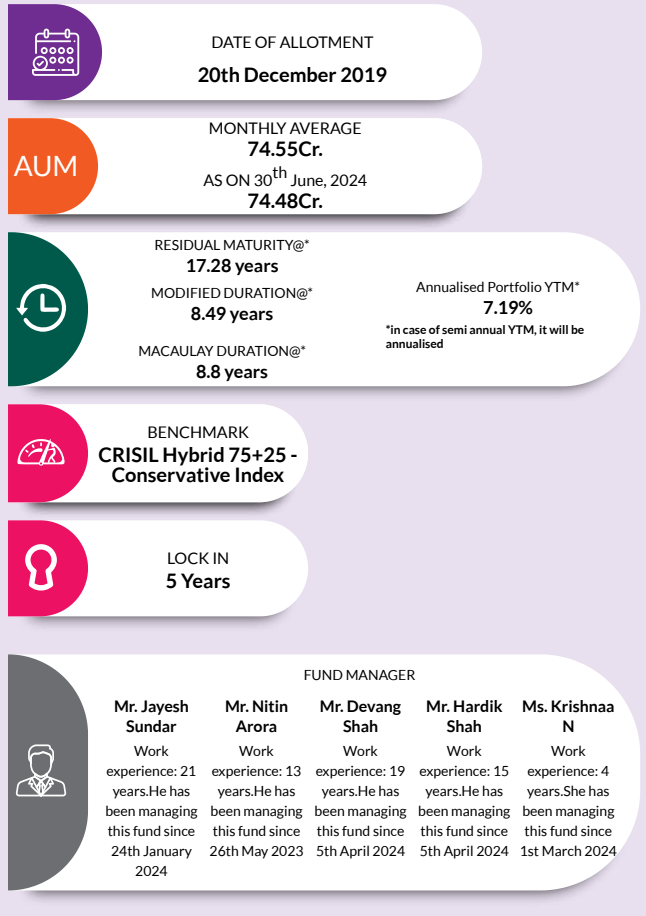 DATE OF ALLOTMENT
20th December 2019
AUM
MONTHLY AVERAGE
74.55Cr.
AS ON 30th June, 2024
74.48Cr.
RESIDUAL MATURITY@*
17.28 years
MODIFIED DURATION@*
8.49 years
MACAULAY DURATION@*
8.8 years
Annualised Portfolio YTM*
7.19%
*in case of semi annual YTM, it will be
annualised
BENCHMARK
CRISIL Hybrid 75+25 -
Conservative Index
LOCK IN
5 Years
FUND MANAGER
Mr. Jayesh
Sundar
Work
experience: 21
years.He has
been managing
this fund since
24th January
2024
Mr. Nitin
Arora
Work
experience: 13
years.He has
been managing
this fund since
26th May 2023
Mr. Devang
Shah
Work
experience: 19
years.He has
been managing
this fund since
5th April 2024
Mr. Hardik
Shah
Work
experience: 15
years.He has
been managing
this fund since
5th April 2024
Ms. Krishnaa
N
Work
experience: 4
years.She has
been managing
this fund since
1st March 2024